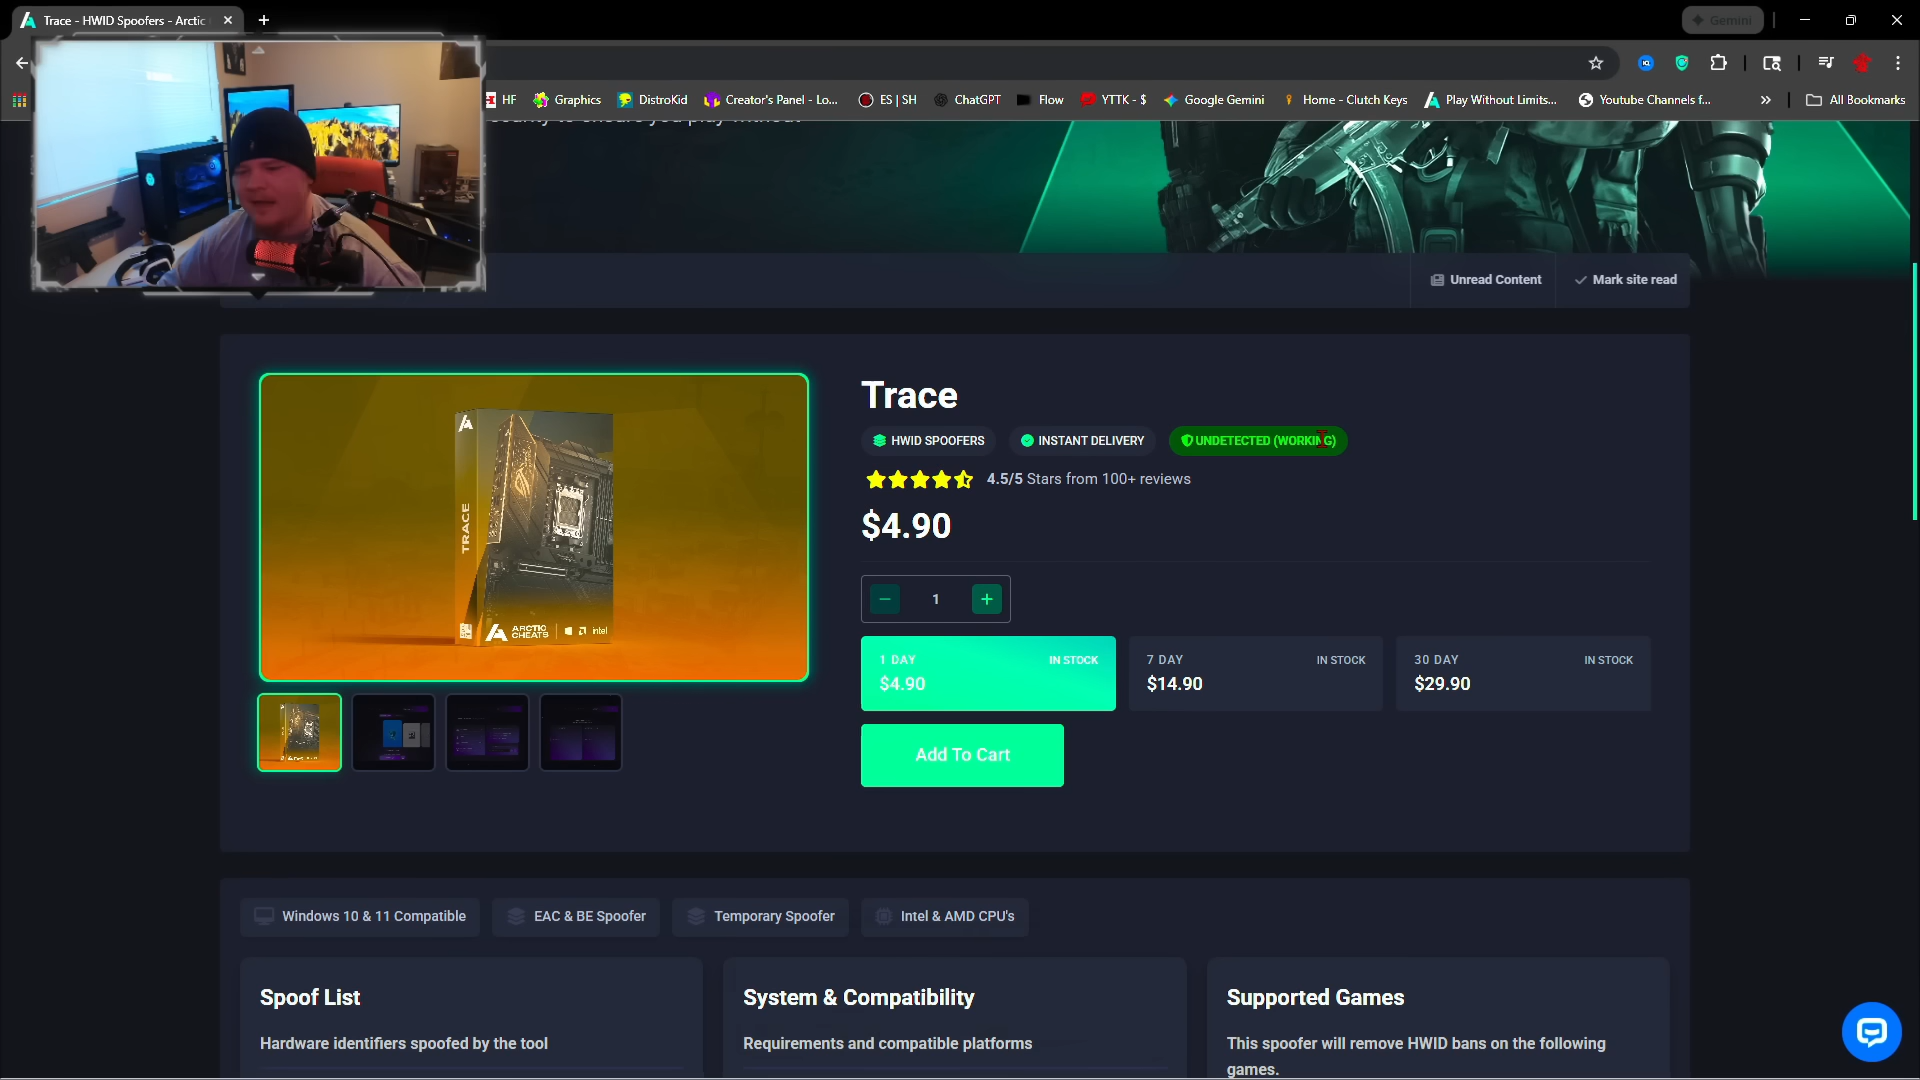 Trace - HWID Spoofers - Arctic
Gemini
HF
Graphics
DistroKid
Creator's Panel - Lo...
ES | SH
ChatGPT
Flow
YTTK - $
Google Gemini
Home - Clutch Keys
Play Without Limits...
Youtube Channels f...
All Bookmarks
Unread Content
Mark site read
Trace
HWID SPOOFERS
INSTANT DELIVERY
UNDETECTED (WORKING)
4.5/5 Stars from 100+ reviews
$4.90
1
1 DAY
IN STOCK
$4.90
7 DAY
IN STOCK
$14.90
30 DAY
IN STOCK
$29.90
Add To Cart
TRACE
ARCTIC
CHEATS
intel
Windows 10 & 11 Compatible
EAC & BE Spoofer
Temporary Spoofer
Intel & AMD CPU's
Spoof List
Hardware identifiers spoofed by the tool
System & Compatibility
Requirements and compatible platforms
Supported Games
This spoofer will remove HWID bans on the following
games.